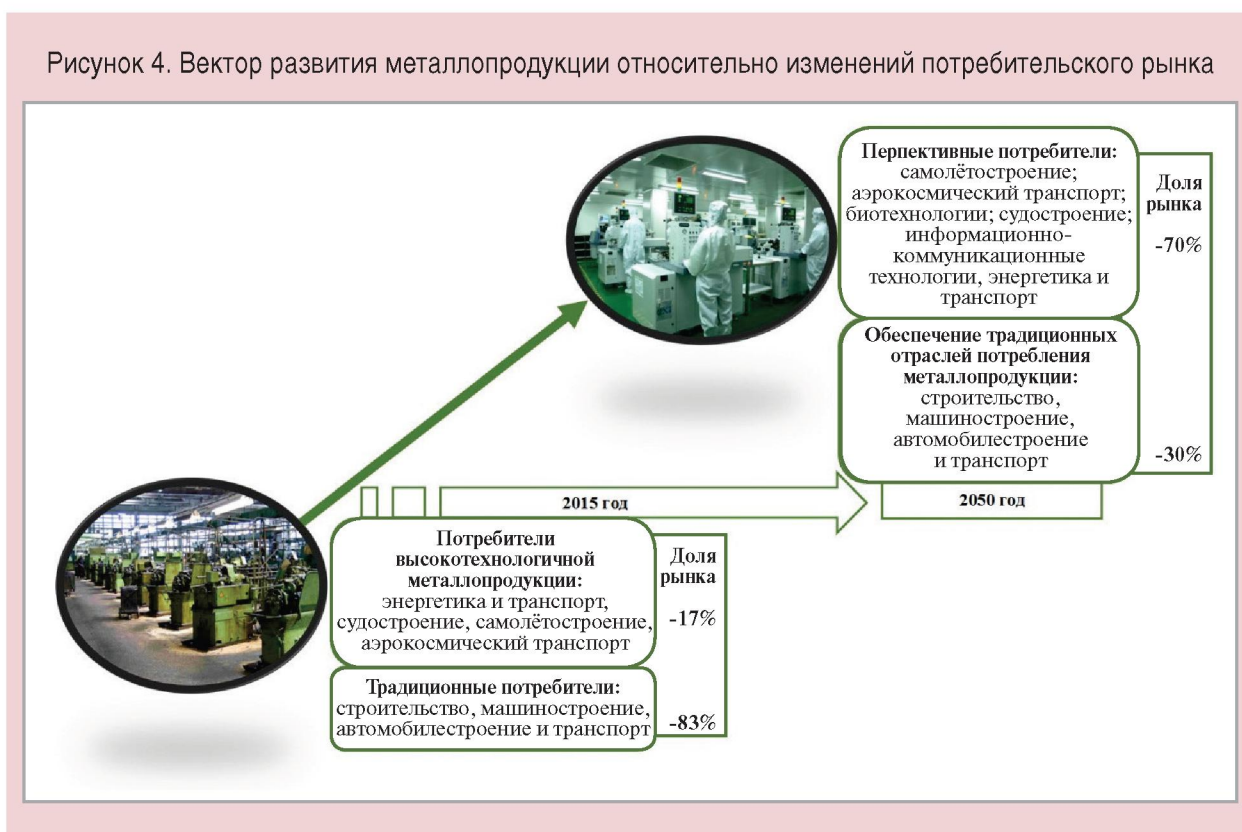 Рисунок 4. Вектор развития металлопродукции относительно изменений потребительского рынка
Перпективные потребители:
самолётостроение;
аэрокосмический транспорт;
биотехнологии; судостроение;
информационно-
коммуникационные
технологии, энергетика и
транспорт
Доля
рынка
-70%
Обеспечение традиционных
отраслей потребления
металлопродукции:
строительство,
машиностроение,
автомобилестроение
и транспорт
-30%
2015 год
2050 год
Потребители
высокотехнологичной
металлопродукции:
энергетика и транспорт,
судостроение, самолётостроение,
аэрокосмический транспорт
Доля
рынка
-17%
Традиционные потребители:
строительство, машиностроение,
автомобилестроение и транспорт
-83%